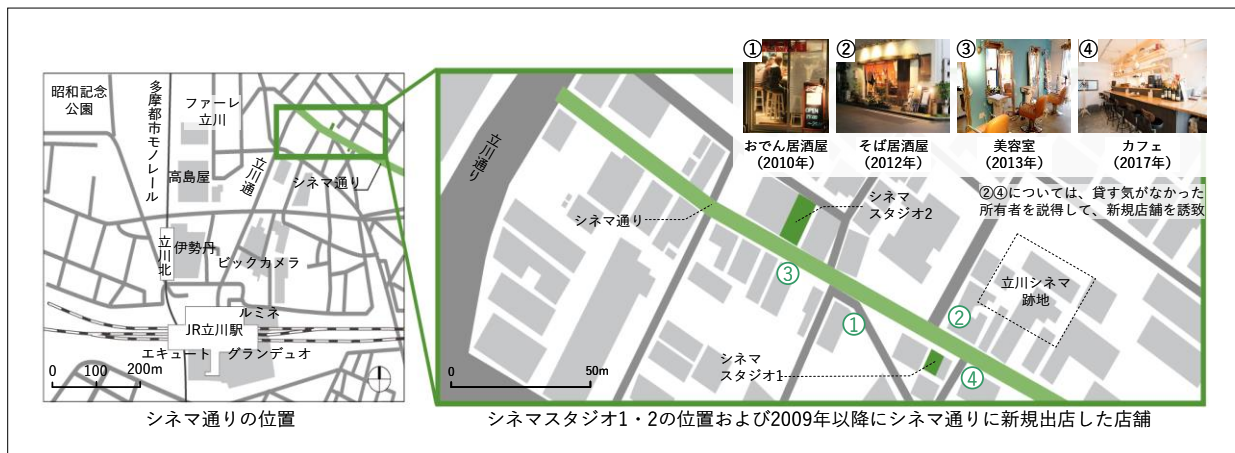 昭和記念
公園
多摩都市モノレール
ファーレ
立川
立川通
高島屋
シネマ通り
立川北
伊勢丹
ビックカメラ
ルミネ
JR立川駅
エキュート
グランデュオ
0 100 200m
シネマ通りの位置
① ② ③ ④
おでん居酒屋
(2010年)
そば居酒屋
(2012年)
美容室
(2013年)
カフェ
(2017年)
②④については、貸す気がなかった
所有者を説得して、新規店舗を誘致
立川通り
シネマ通り
シネマ
スタジオ2
立川シネマ
跡地
③
①
②
シネマ
スタジオ1
④
0 50m
シネマスタジオ1・2の位置および2009年以降にシネマ通りに新規出店した店舗